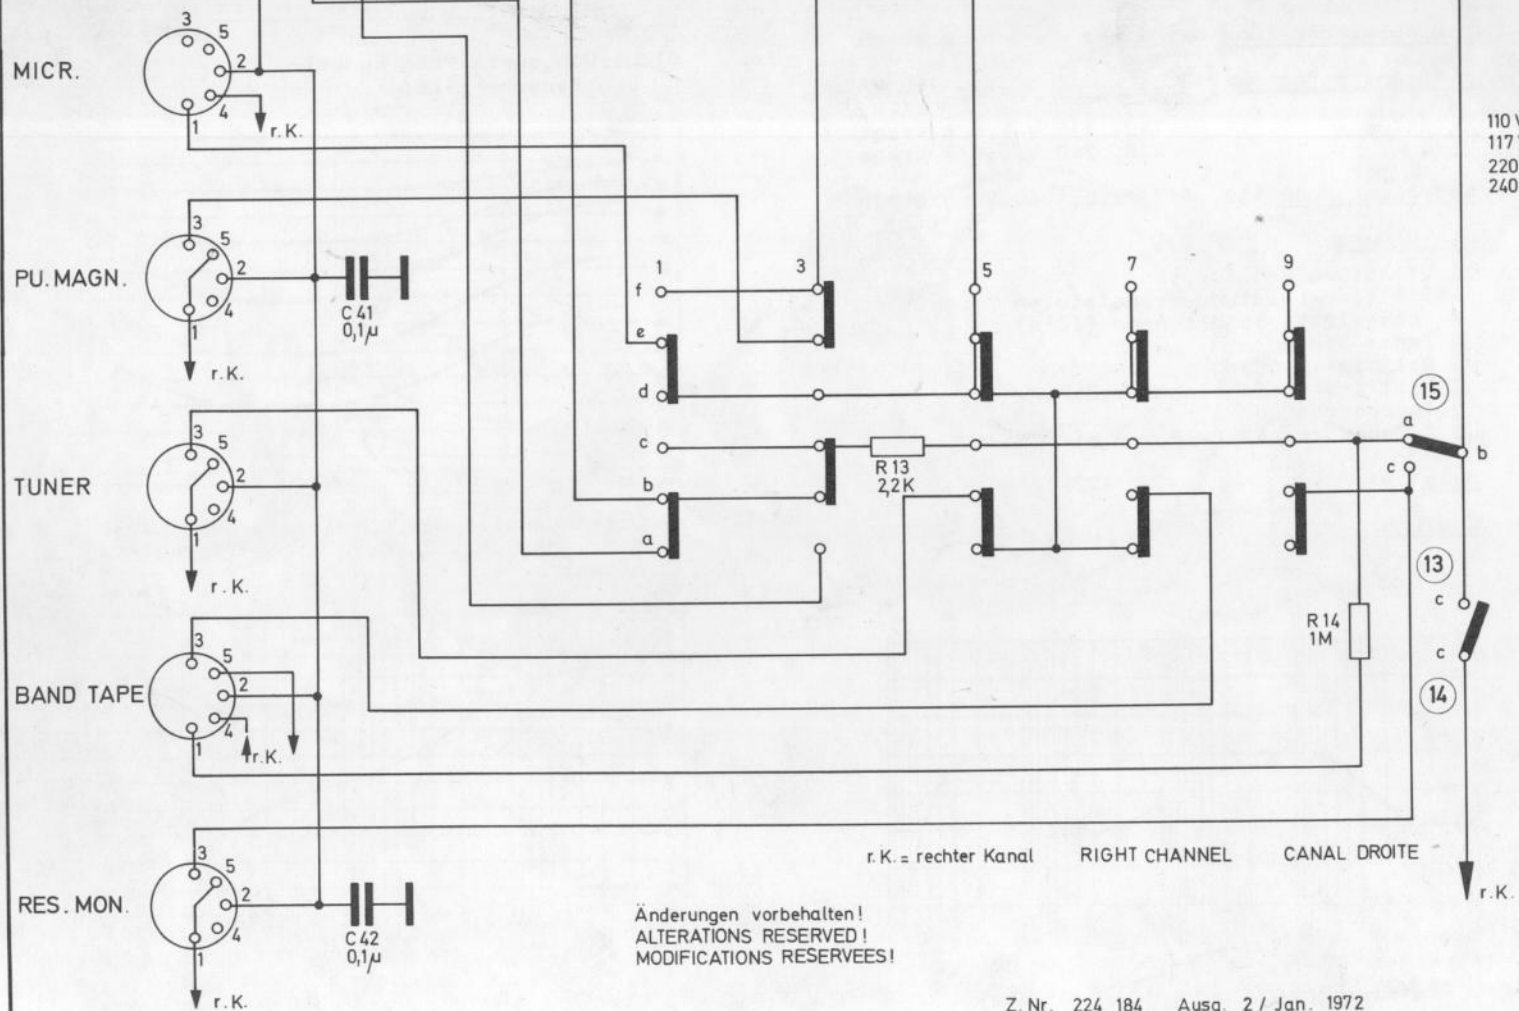 3
5
MICR.
2
4
1
r.K.
110 V
117 V
220
240
3
5
PU.MAGN.
2
4
1
r.K.
C 41
0,1µ
1
3
5
7
9
f
e
d
c
b
a
R 13
2,2K
15
a
b
c
3
5
TUNER
2
4
1
r.K.
13
c
R 14
1M
c
14
3
5
BAND TAPE
2
4
1
r.K.
3
5
RES. MON.
2
4
1
r.K.
C 42
0,1µ
r.K. = rechter Kanal RIGHT CHANNEL CANAL DROITE
r.K.
Änderungen vorbehalten!
ALTERATIONS RESERVED!
MODIFICATIONS RESERVEES!
Z. Nr. 224 184 Ausg. 2 / Jan. 1972